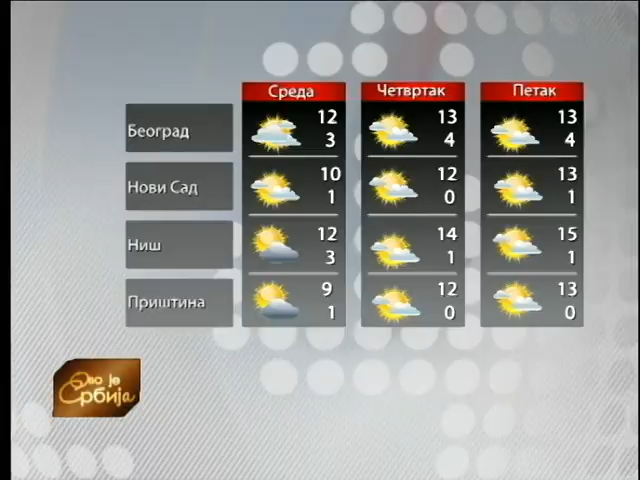 Среда Четвртак Петак
Београд 12 3 13 4 13 4
Нови Сад 10 1 12 0 13 1
Ниш 12 3 14 1 15 1
Приштина 9 1 12 0 13 0
Ово је
Србија